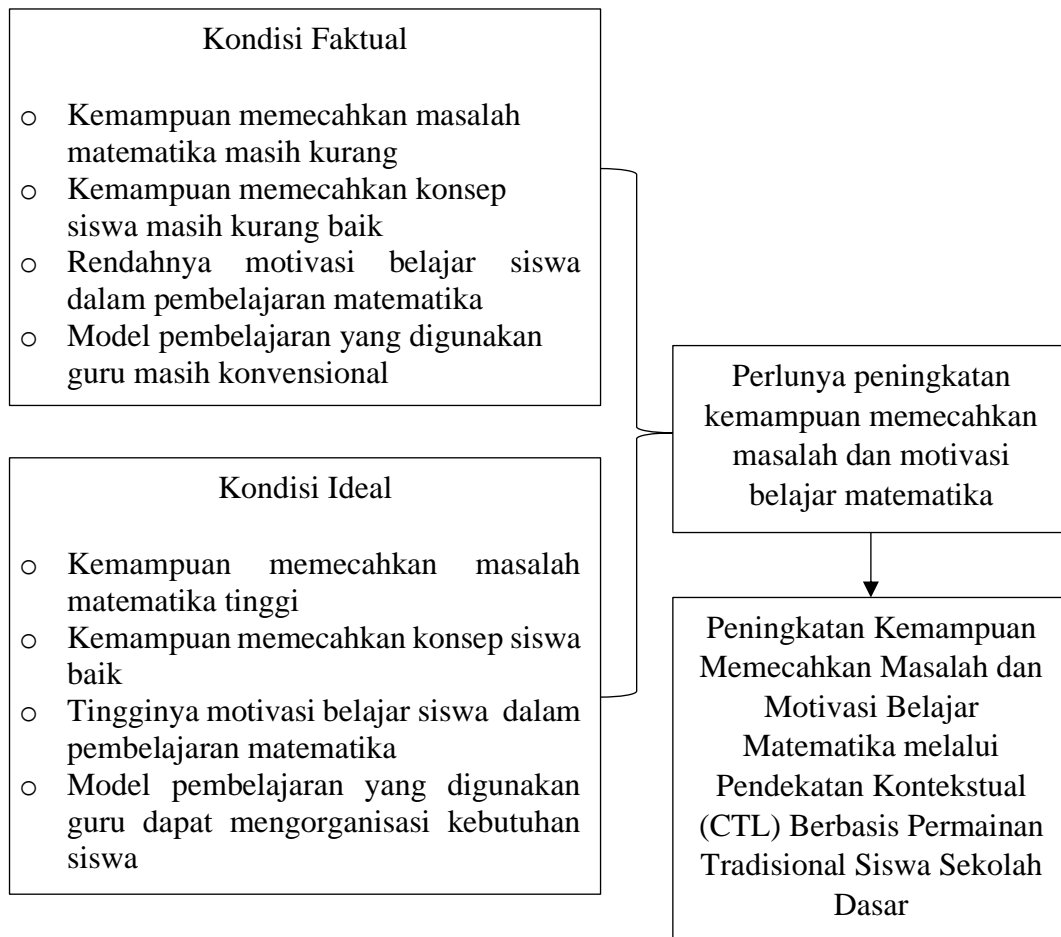 Kondisi Faktual
o Kemampuan memecahkan masalah
matematika masih kurang
o Kemampuan memecahkan konsep
siswa masih kurang baik
o Rendahnya motivasi belajar siswa
dalam pembelajaran matematika
o Model pembelajaran yang digunakan
guru masih konvensional
Kondisi Ideal
o Kemampuan memecahkan masalah
matematika tinggi
o Kemampuan memecahkan konsep siswa
baik
o Tingginya motivasi belajar siswa dalam
pembelajaran matematika
o Model pembelajaran yang digunakan
guru dapat mengorganisasi kebutuhan
siswa
Perlunya peningkatan
kemampuan memecahkan
masalah dan motivasi
belajar matematika
Peningkatan Kemampuan
Memecahkan Masalah dan
Motivasi Belajar
Matematika melalui
Pendekatan Kontekstual
(CTL) Berbasis Permainan
Tradisional Siswa Sekolah
Dasar